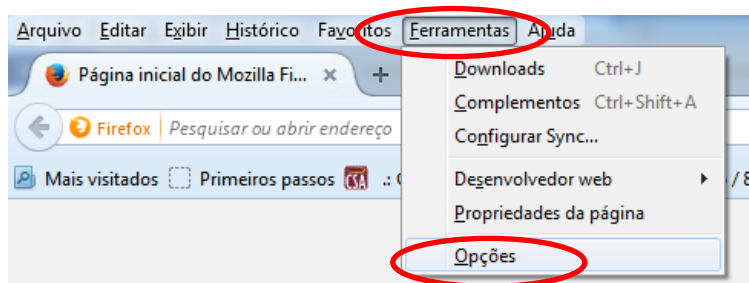 Arquivo Editar Exibir Histórico Favoritos Ferramentas Ajuda
Página inicial do Mozilla Fi... × +
Downloads Ctrl+J
Complementos Ctrl+Shift+A
Firefox Pesquisar ou abrir endereço
Configurar Sync...
Mais visitados Primeiros passos CSA .:
Desenvolvedor web
Propriedades da página
Opções